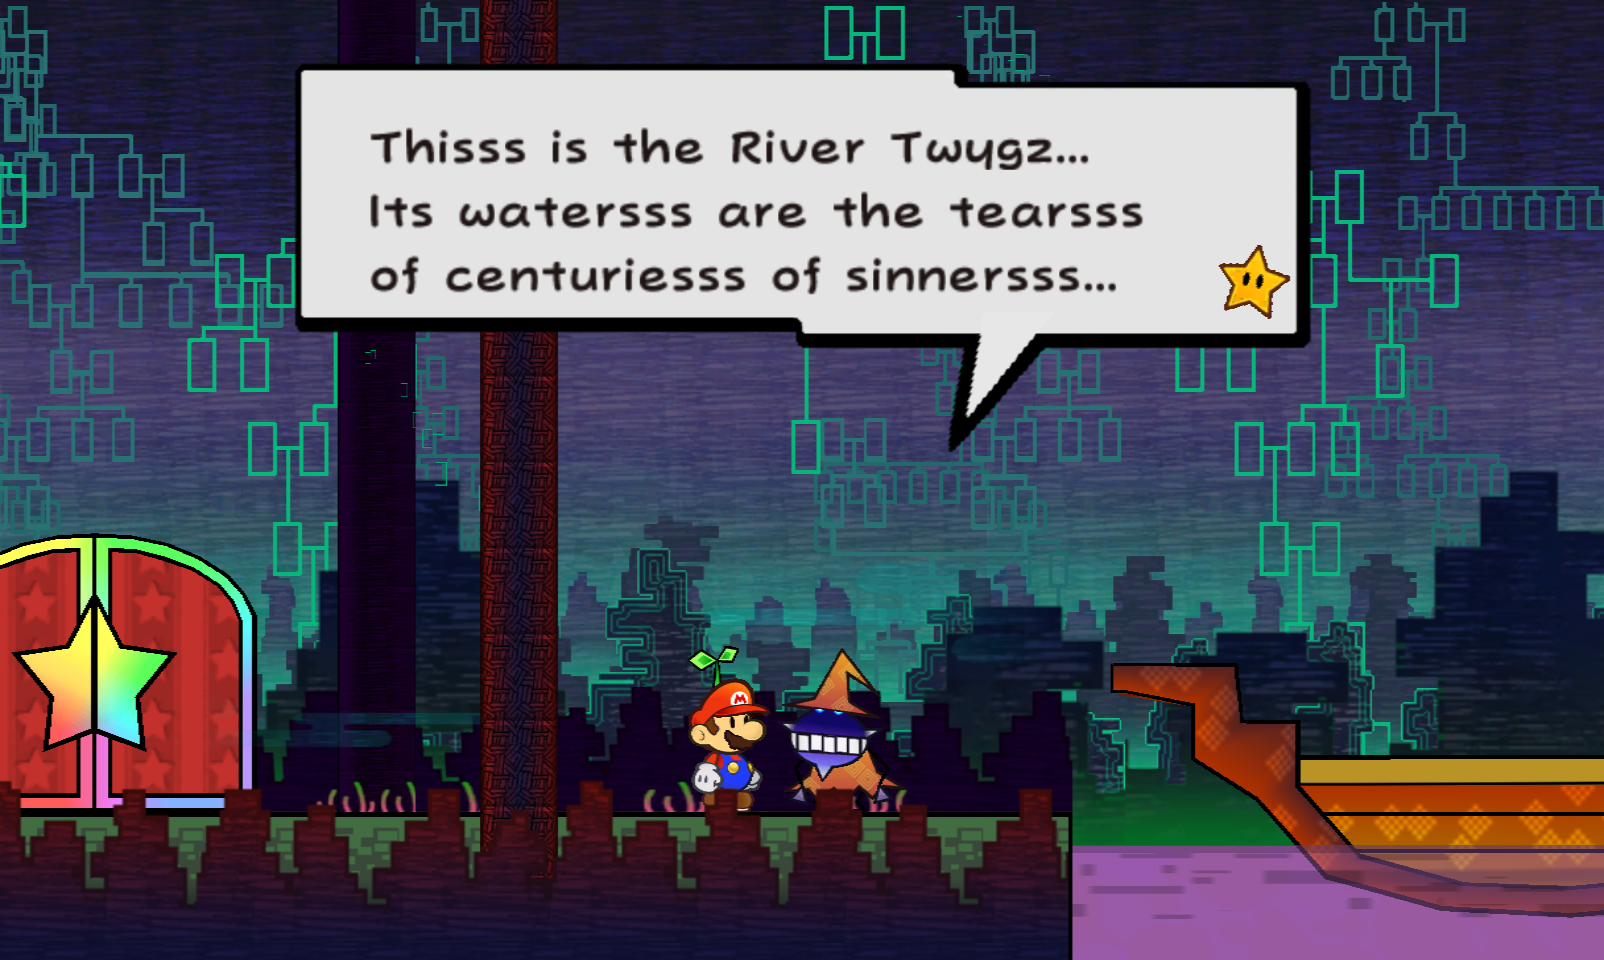 Thisss is the River Twygz...
Its watersss are the tearsss
of centuriesss of sinnersss...
M